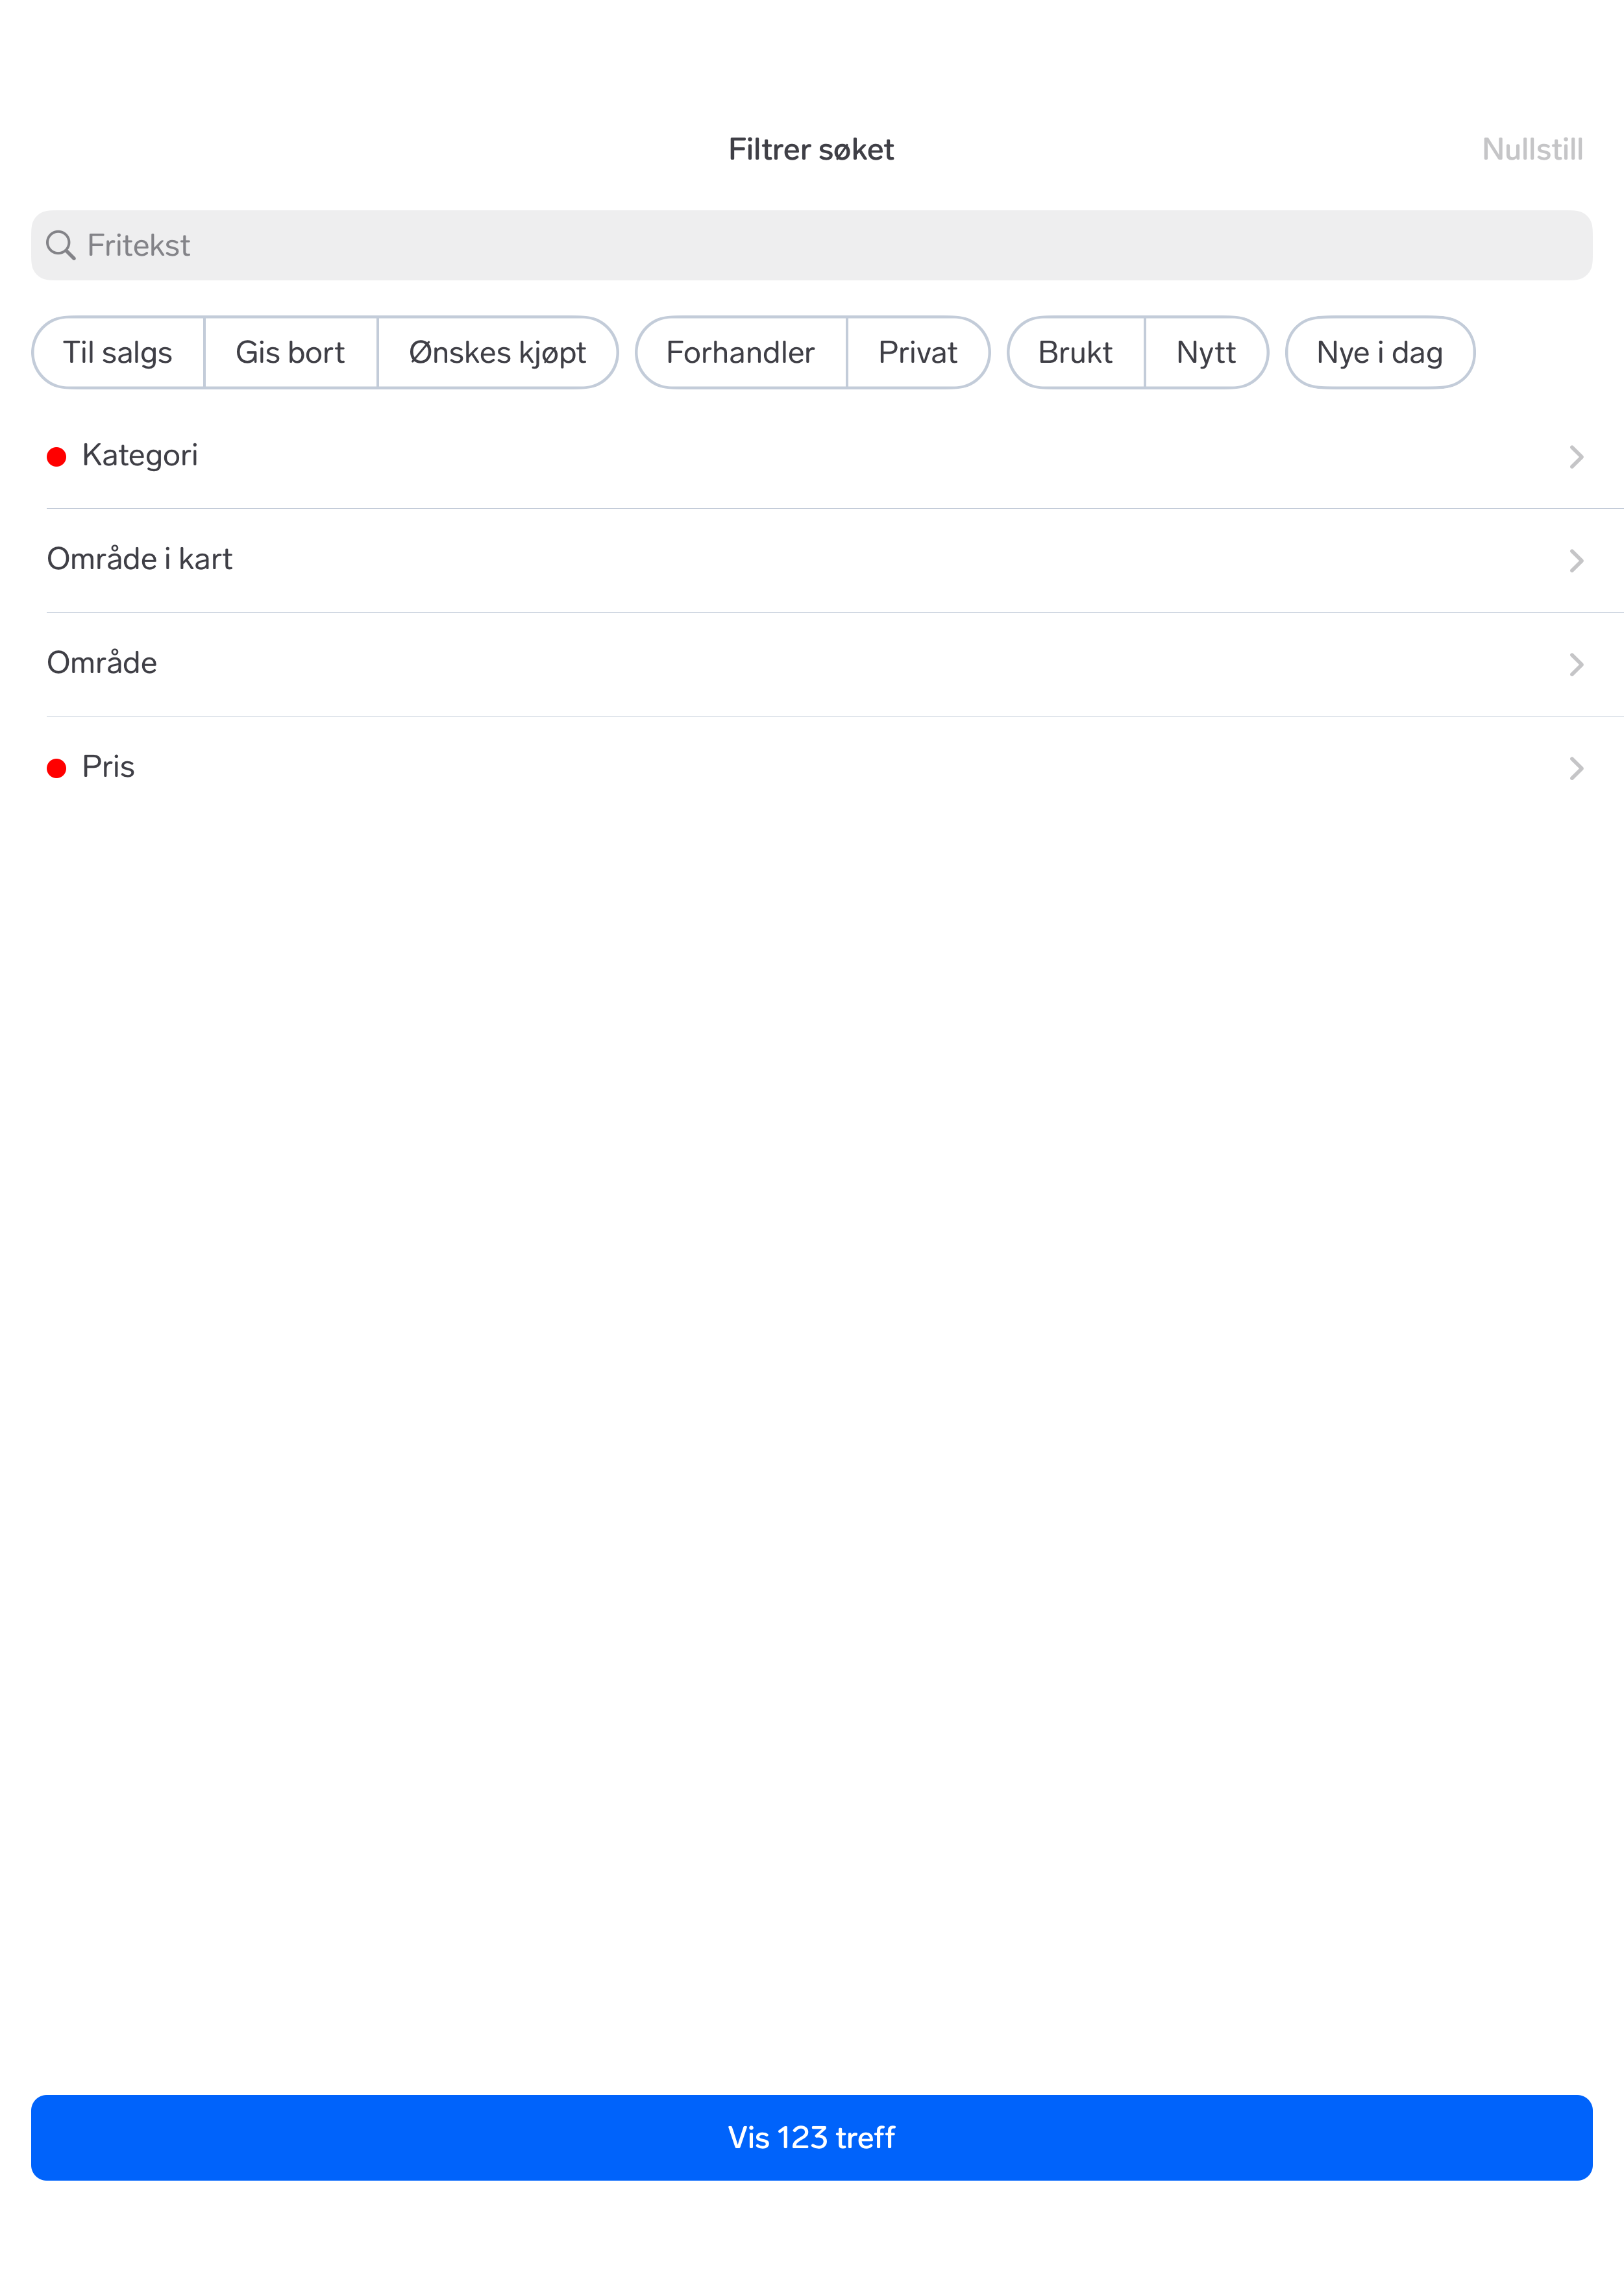 Filtrer søket
Nullstill
Fritekst
Til salgs Gis bort Ønskes kjøpt Forhandler Privat Brukt Nytt Nye i dag
Kategori
Område i kart
Område
Pris
Vis 123 treff